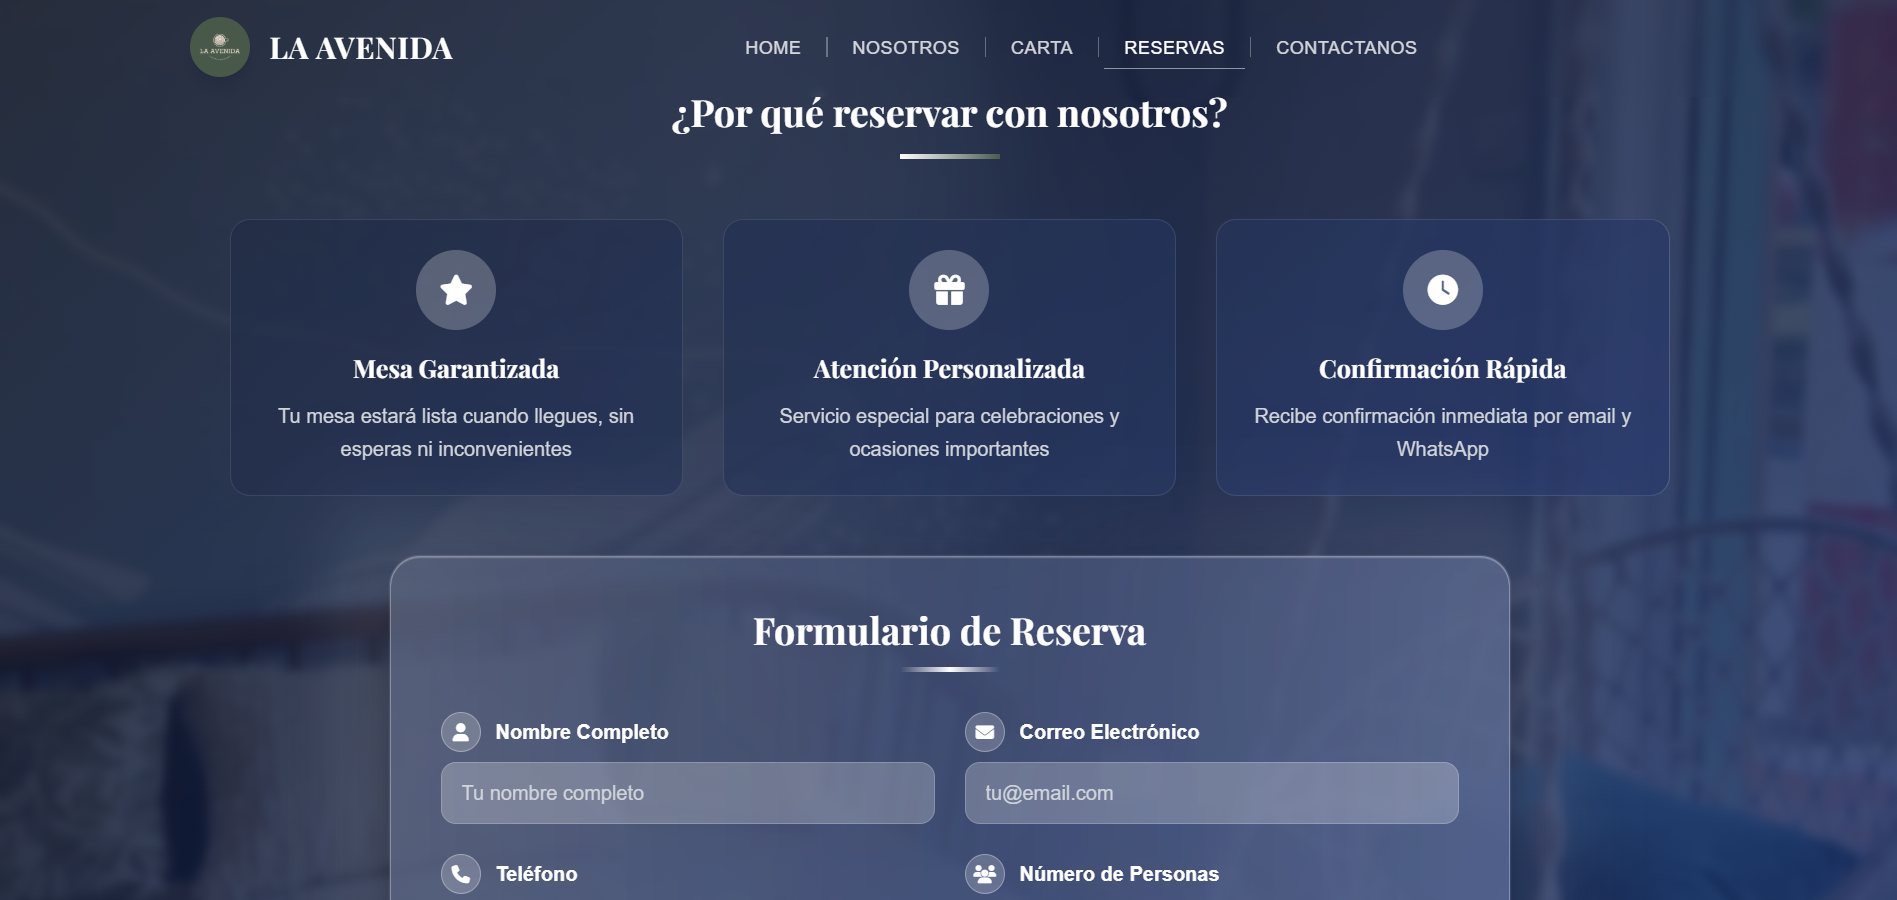 LA AVENIDA
LA AVENIDA
HOME
NOSOTROS
CARTA
RESERVAS
CONTACTANOS
¿Por qué reservar con nosotros?
Mesa Garantizada
Tu mesa estará lista cuando llegues, sin
esperas ni inconvenientes
Atención Personalizada
Servicio especial para celebraciones y
ocasiones importantes
Confirmación Rápida
Recibe confirmación inmediata por email y
WhatsApp
Formulario de Reserva
Nombre Completo
Tu nombre completo
Correo Electrónico
tu@email.com
Teléfono
Número de Personas